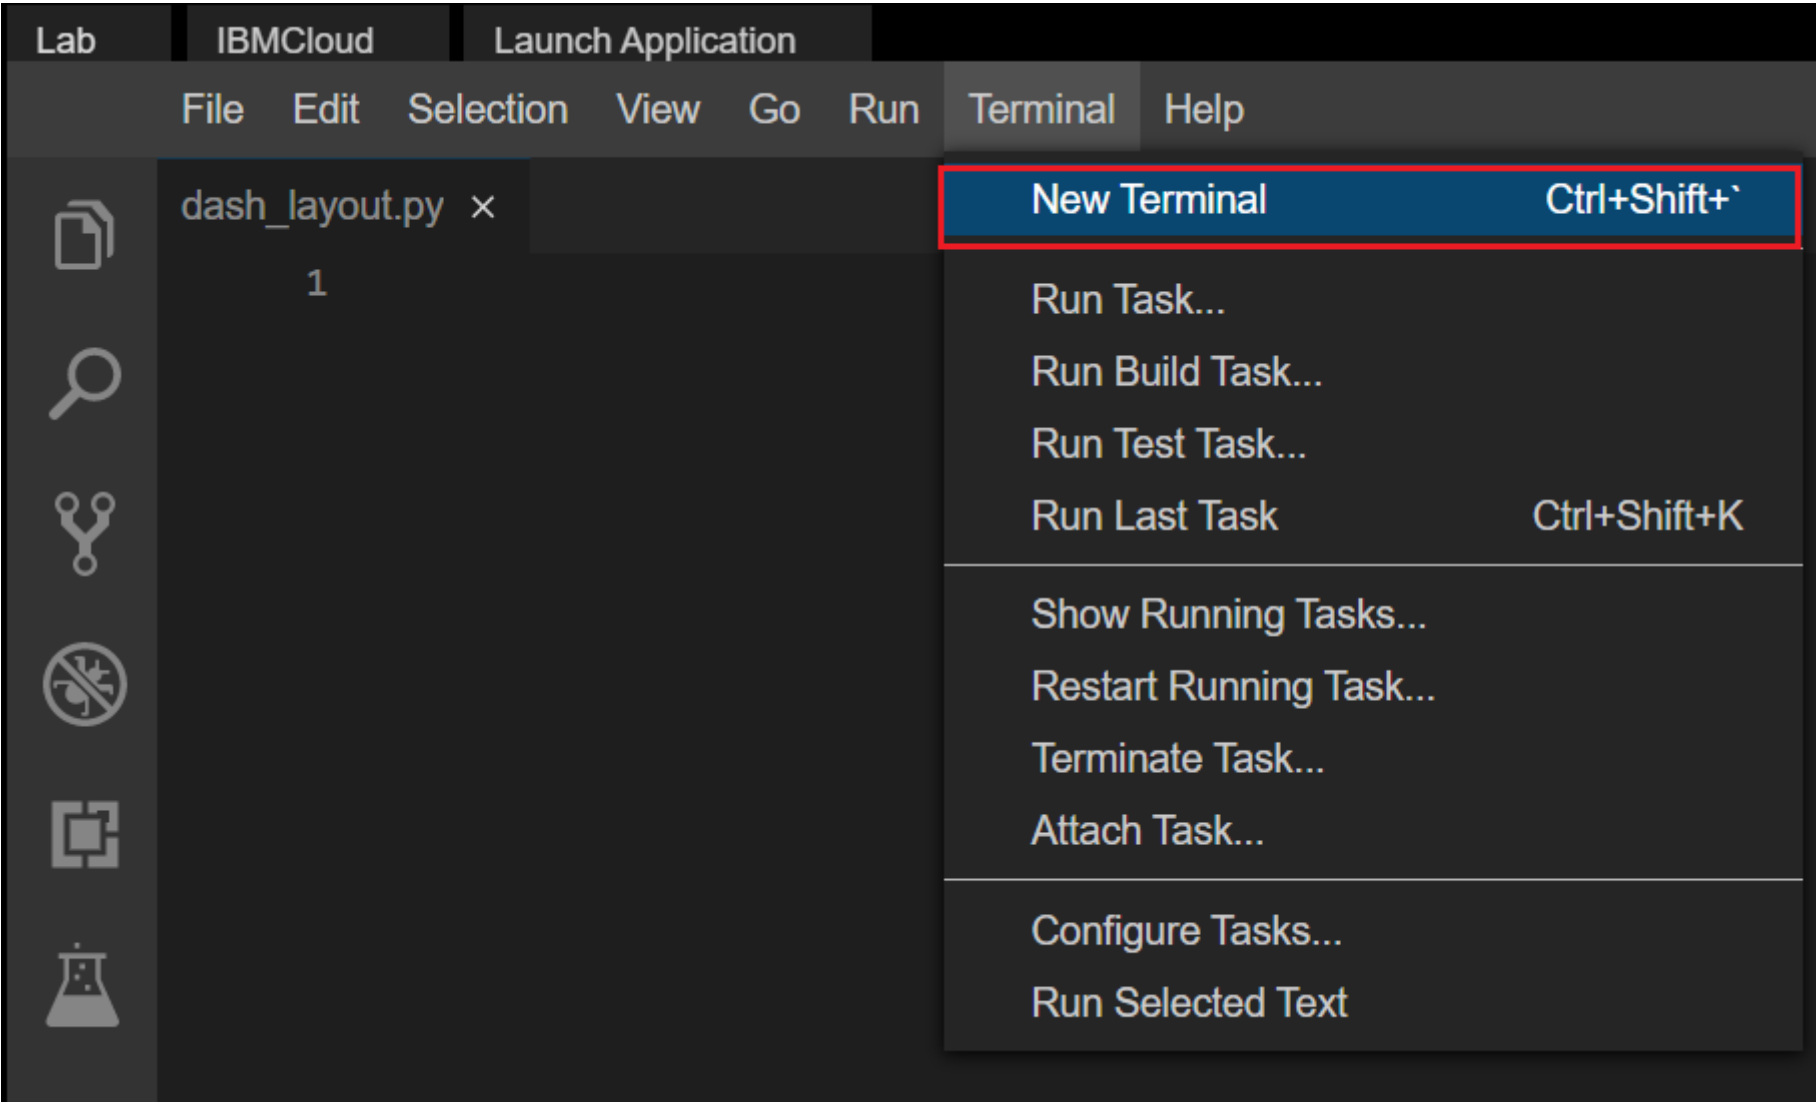 Lab IBMCloud Launch Application
File Edit Selection View Go Run Terminal Help
dash_layout.py ×
1
New Terminal Ctrl+Shift+`
Run Task...
Run Build Task...
Run Test Task...
Run Last Task Ctrl+Shift+K
Show Running Tasks...
Restart Running Task...
Terminate Task...
Attach Task...
Configure Tasks...
Run Selected Text